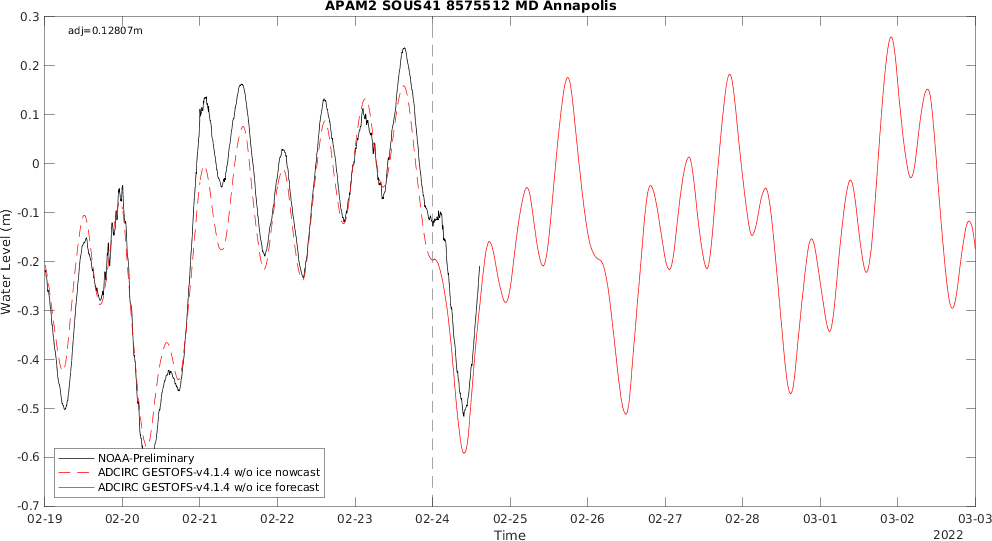 APAM2 SOUS41 8575512 MD Annapolis
adj=0.12807m
0.3
0.2
0.1
0
-0.1
-0.2
-0.3
-0.4
-0.5
-0.6
-0.7
Water Level (m)
NOAA-Preliminary
ADCIRC GESTOFS-v4.1.4 w/o ice nowcast
ADCIRC GESTOFS-v4.1.4 w/o ice forecast
02-19 02-20 02-21 02-22 02-23 02-24 02-25 02-26 02-27 02-28 03-01 03-02 03-03
Time
2022